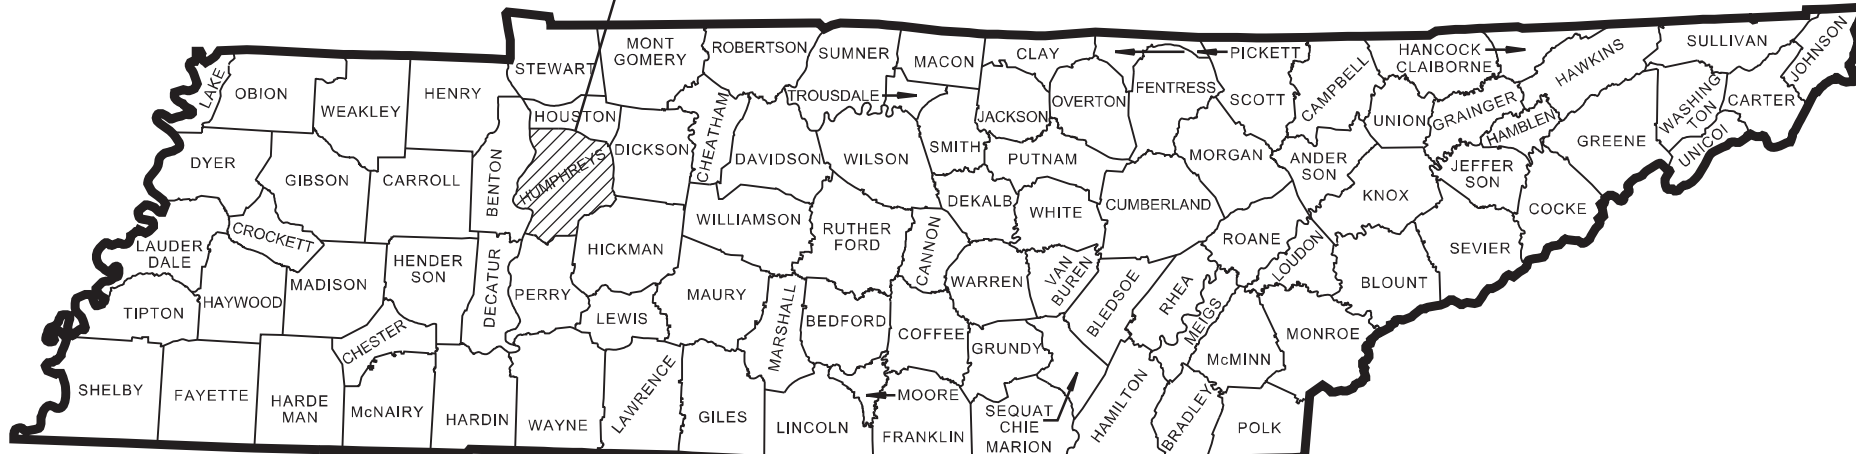 LAKE
OBION
WEAKLEY
HENRY
STEWART
MONT
GOMERY
ROBERTSON
SUMNER
MACON
CLAY
PICKETT
HANCOCK
CLAIBORNE
HAWKINS
SULLIVAN
JOHNSON
HOUSTON
CHEATHAM
TROUSDALE
JACKSON
OVERTON
FENTRESS
SCOTT
CAMPBELL
UNION
GRAINGER
HAMBLEN
WASHING
TON
CARTER
UNICOI
GREENE
DYER
GIBSON
CARROLL
BENTON
HUMPHREYS
DICKSON
DAVIDSON
WILSON
SMITH
PUTNAM
MORGAN
ANDER
SON
KNOX
JEFFER
SON
COCKE
LAUDER
DALE
CROCKETT
HENDER
SON
DECATUR
HICKMAN
WILLIAMSON
RUTHER
FORD
CANNON
DEKALB
WHITE
CUMBERLAND
ROANE
LOUDON
SEVIER
TIPTON
HAYWOOD
MADISON
CHESTER
PERRY
LEWIS
MAURY
MARSHALL
BEDFORD
COFFEE
WARREN
VAN
BUREN
BLEDSOE
RHEA
MEIGS
McMINN
MONROE
BLOUNT
SHELBY
FAYETTE
HARDE
MAN
McNAIRY
HARDIN
WAYNE
LAWRENCE
GILES
LINCOLN
MOORE
FRANKLIN
GRUNDY
SEQUAT
CHIE
MARION
HAMILTON
BRADLEY
POLK